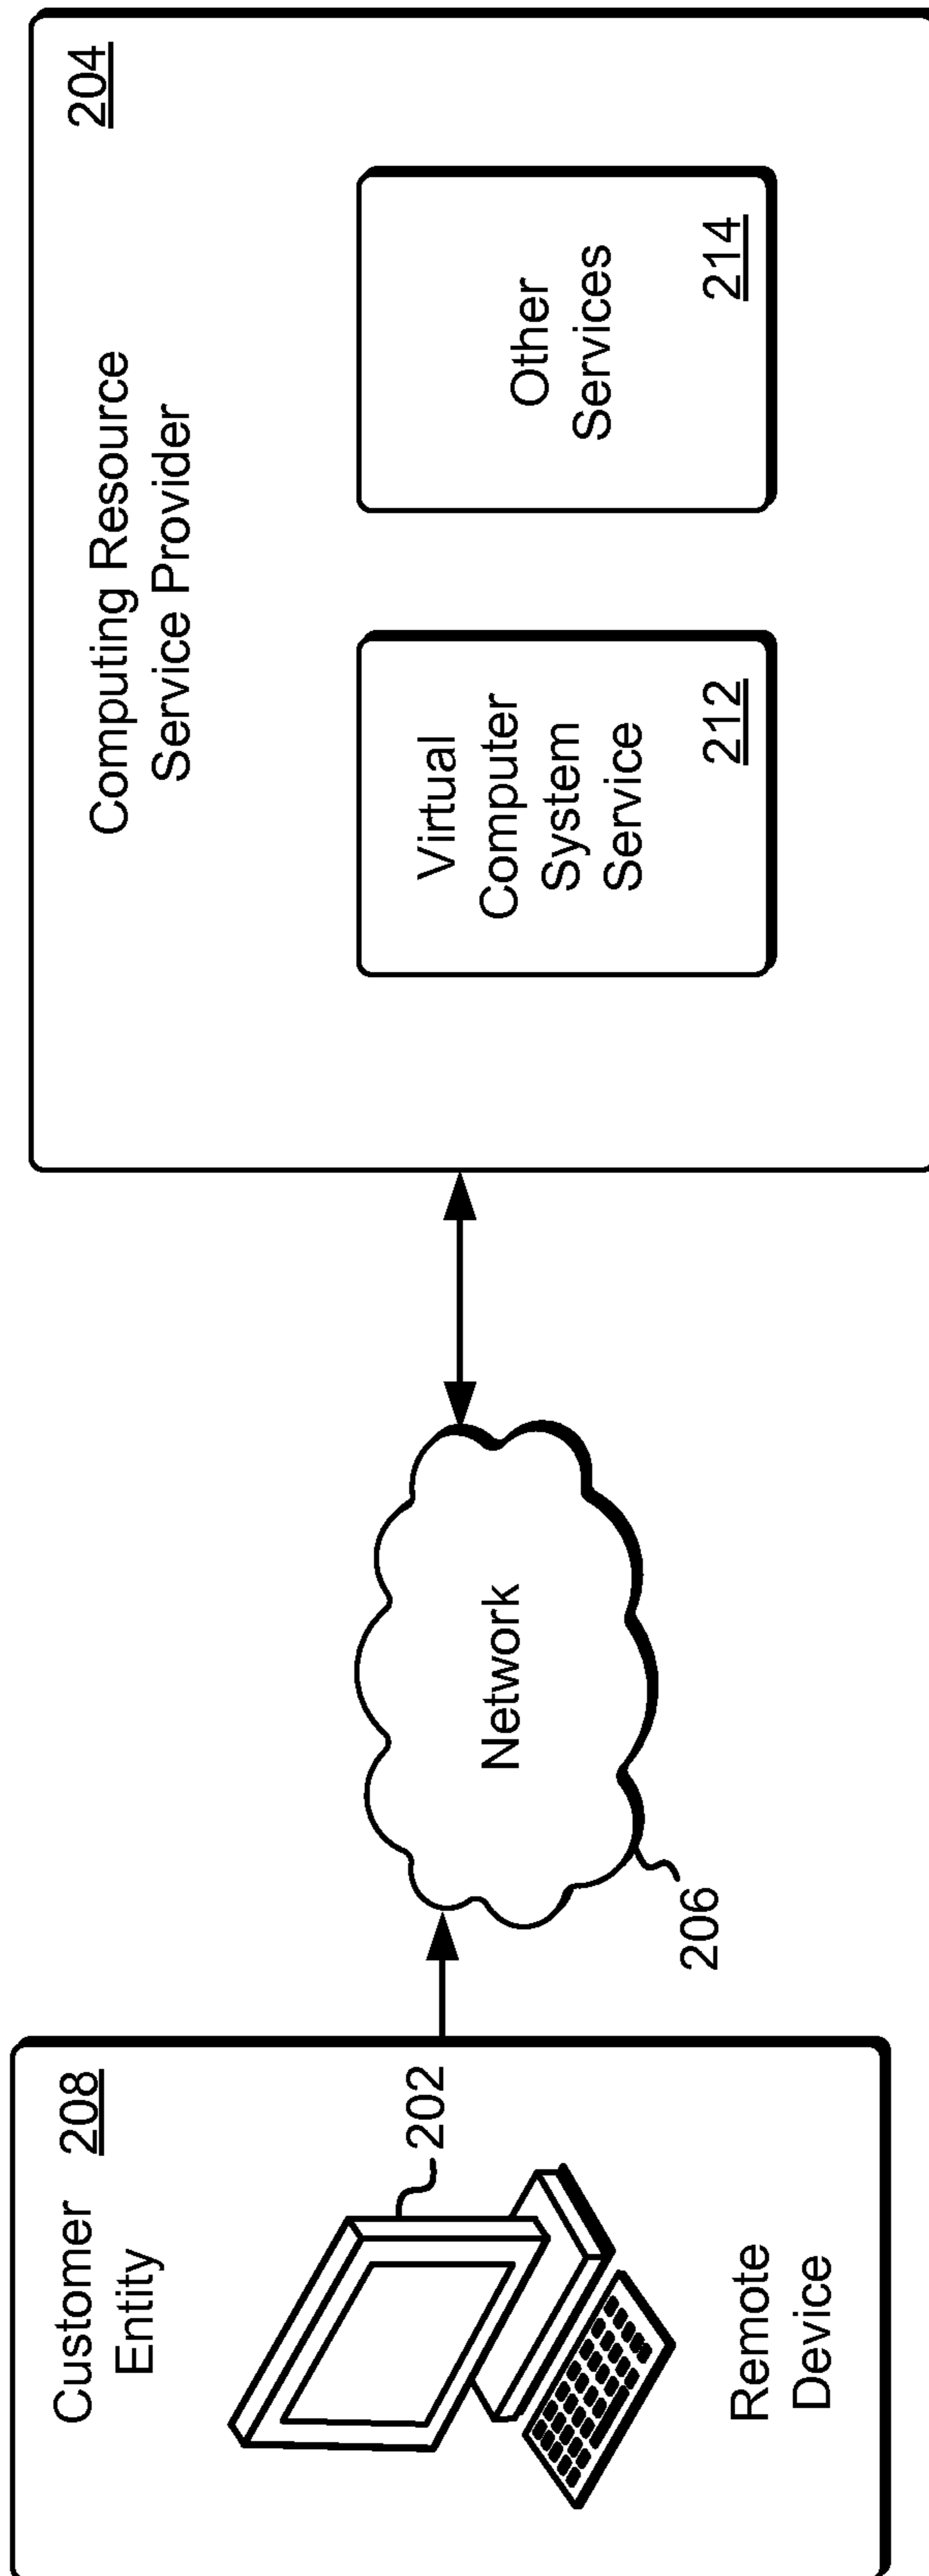 Customer
Entity
208
202
Remote
Device
Network
206
Computing Resource
Service Provider
204
Virtual
Computer
System
Service
212
Other
Services
214